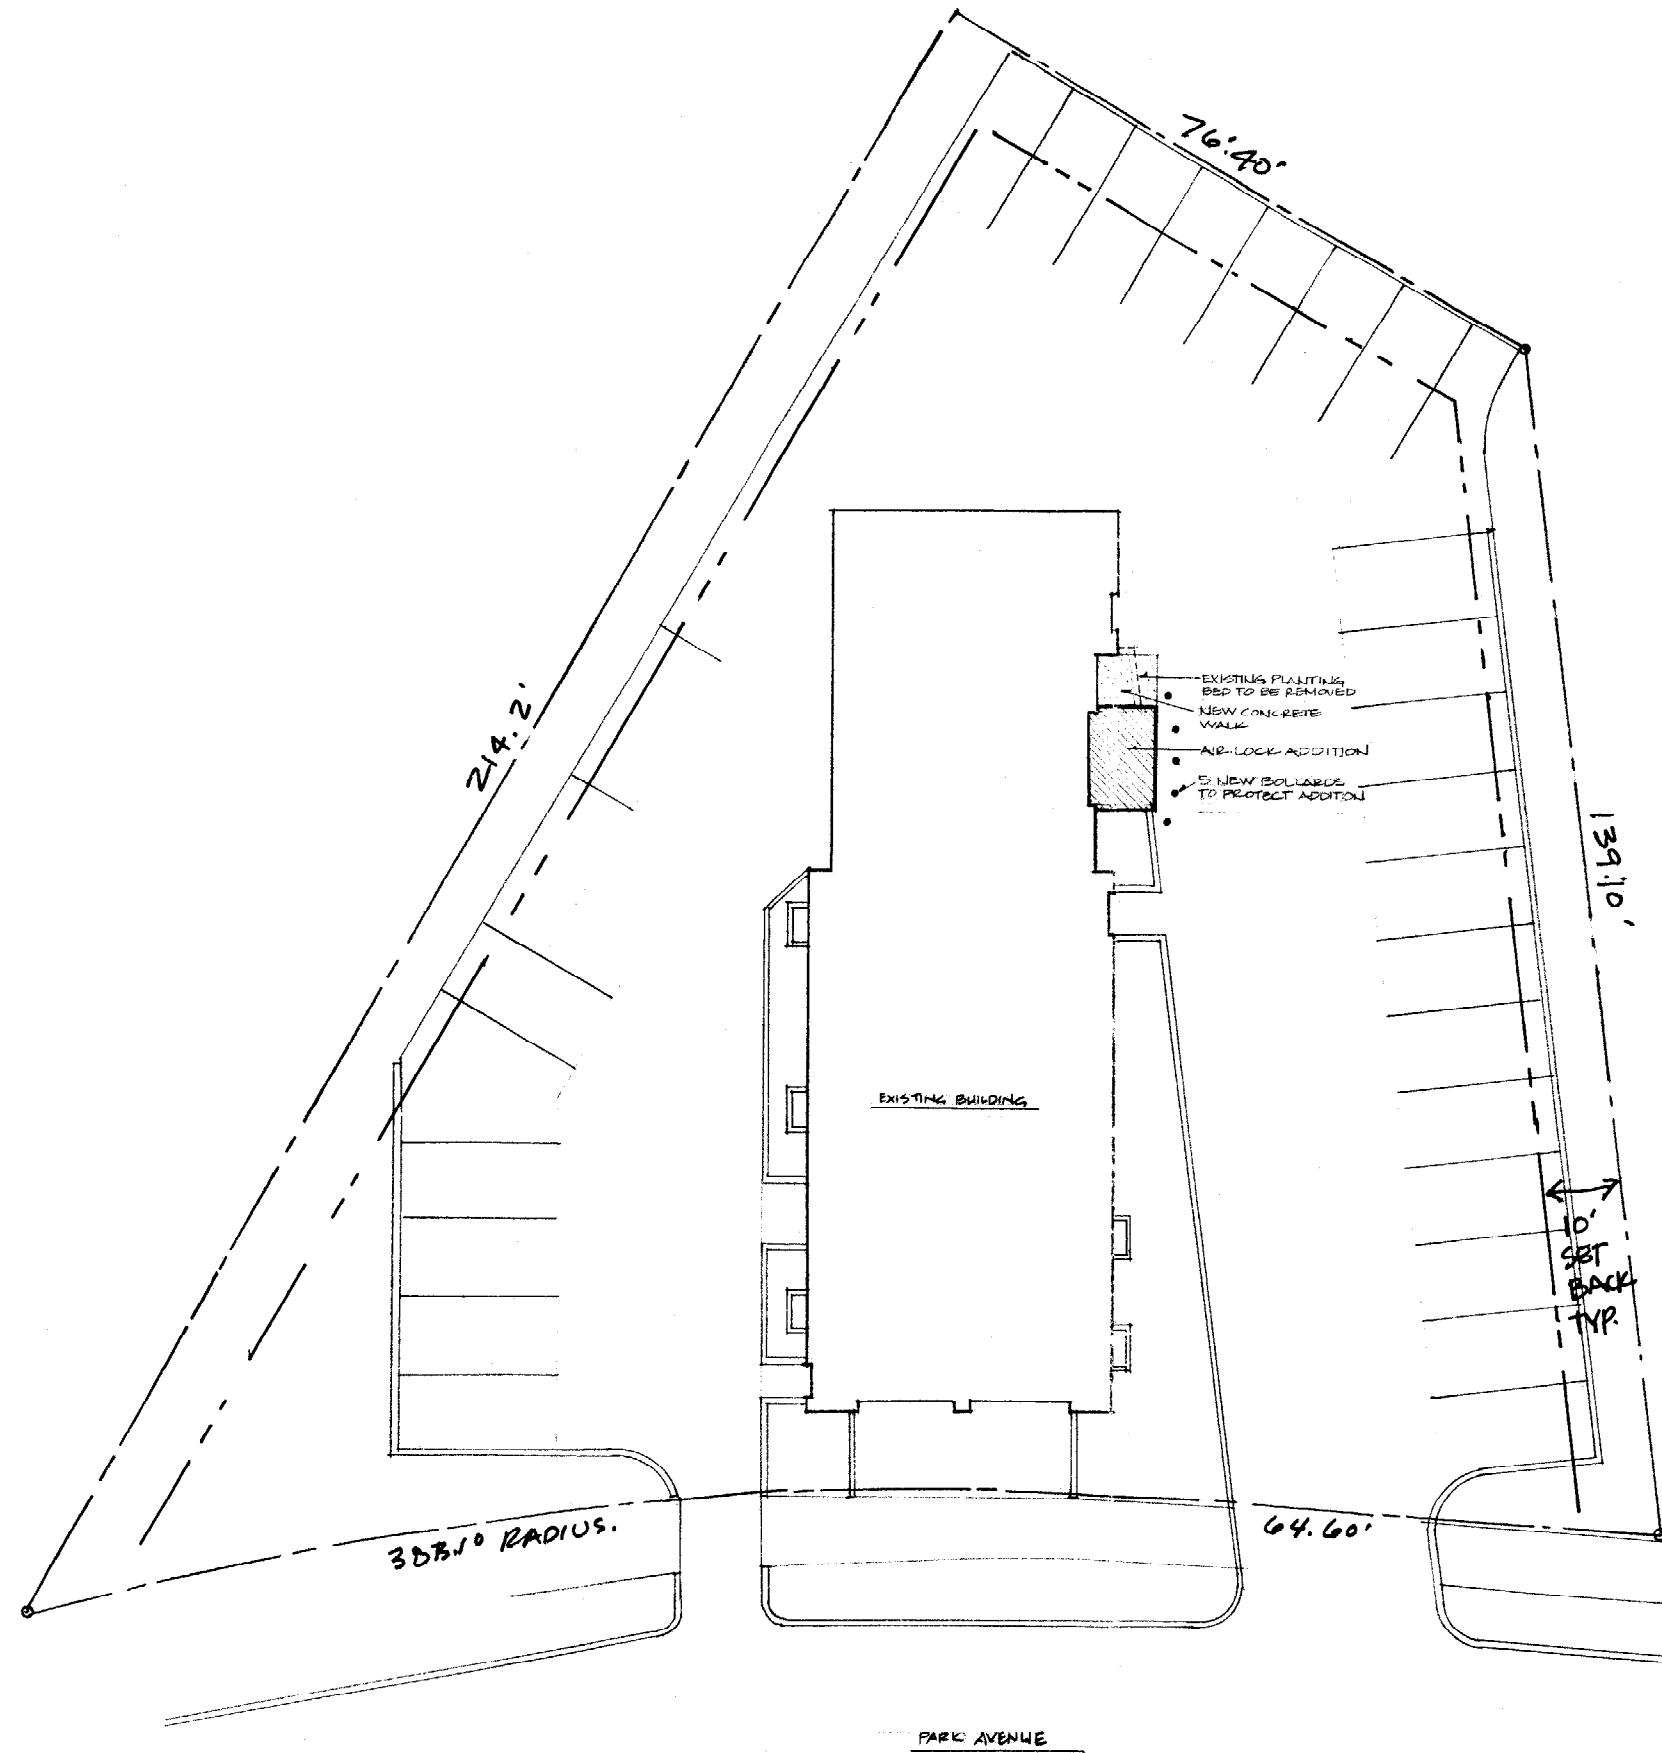 76.'40'
214.2'
EXISTING PLANTING
BED TO BE REMOVED
NEW CONCRETE
WALK
AIR-LOCK ADDITION
5 NEW BOLLARDS
TO PROTECT ADDITION
139.'10'
EXISTING BUILDING
10'
SET
BACK
TYP.
RADIUS.
64.60'
PARK AVENUE